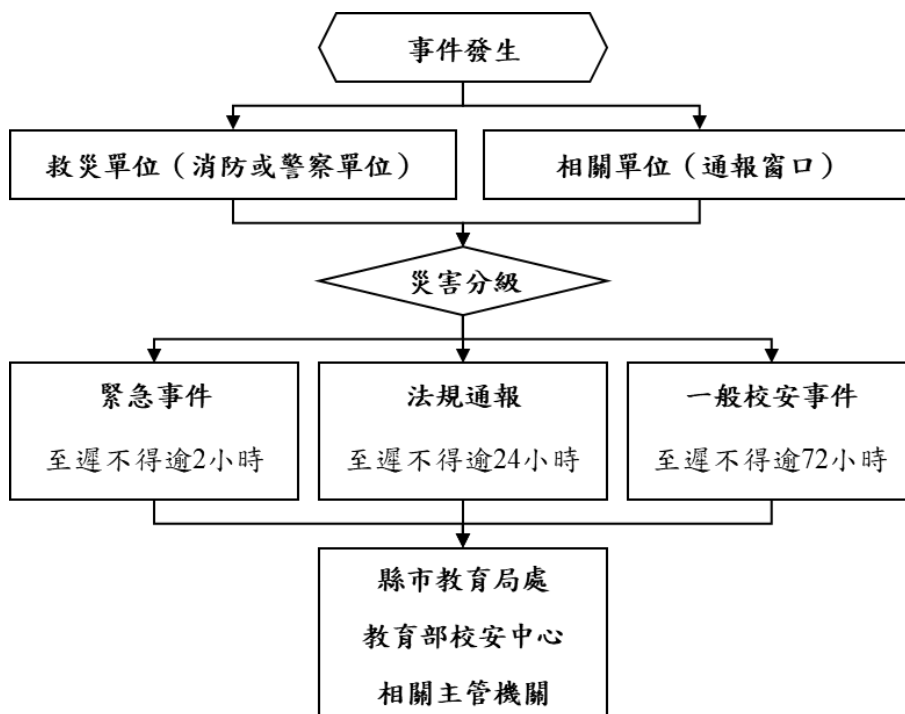 事件發生
救災單位（消防或警察單位）
相關單位（通報窗口）
災害分級
緊急事件
至遲不得逾2小時
法規通報
至遲不得逾24小時
一般校安事件
至遲不得逾72小時
縣市教育局處
教育部校安中心
相關主管機關